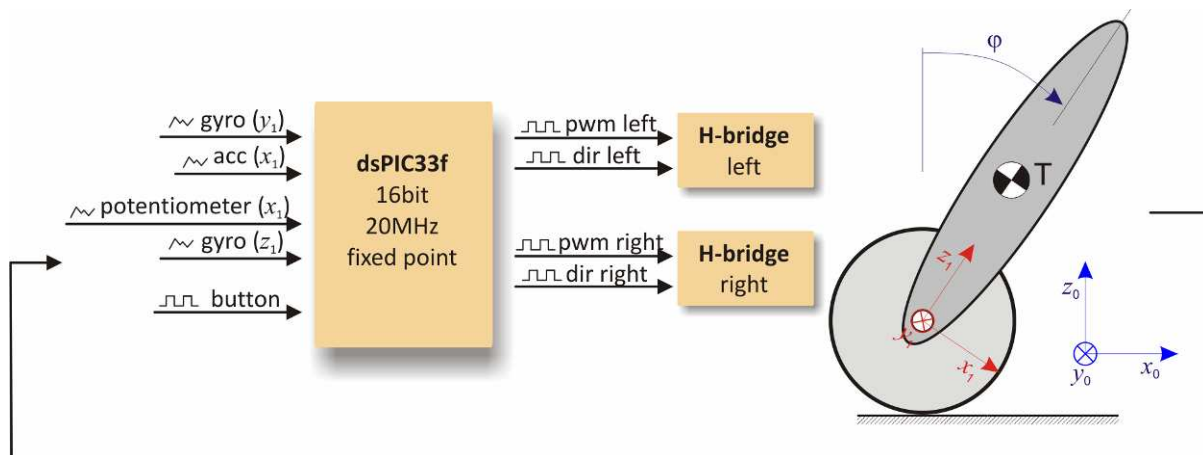 gyro (y₁)
acc (x₁)
potentiometer (x₁)
gyro (z₁)
button
dsPIC33f
16bit
20MHz
fixed point
pwm left
dir left
pwm right
dir right
H-bridge
left
H-bridge
right
φ
T
z₁
y₁
x₁
z₀
y₀
x₀